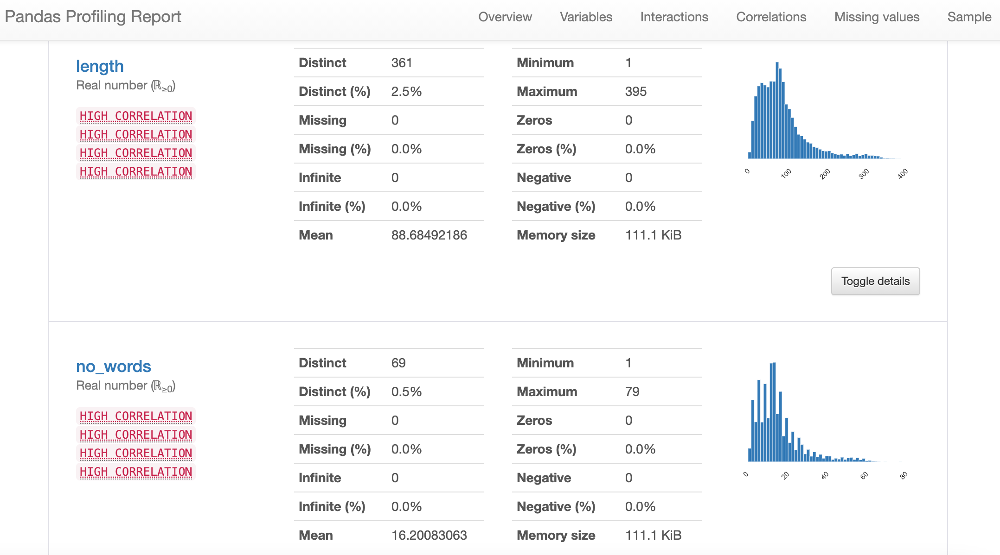 Pandas Profiling Report
Overview
Variables
Interactions
Correlations
Missing values
Sample
length
Real number (ℝ≥0)
HIGH CORRELATION
HIGH CORRELATION
HIGH CORRELATION
HIGH CORRELATION
Distinct 361
Distinct (%) 2.5%
Missing 0
Missing (%) 0.0%
Infinite 0
Infinite (%) 0.0%
Mean 88.68492186
Minimum 1
Maximum 395
Zeros 0
Zeros (%) 0.0%
Negative 0
Negative (%) 0.0%
Memory size 111.1 KiB
0 100 200 300 400
Toggle details
no_words
Real number (ℝ≥0)
HIGH CORRELATION
HIGH CORRELATION
HIGH CORRELATION
HIGH CORRELATION
Distinct 69
Distinct (%) 0.5%
Missing 0
Missing (%) 0.0%
Infinite 0
Infinite (%) 0.0%
Mean 16.20083063
Minimum 1
Maximum 79
Zeros 0
Zeros (%) 0.0%
Negative 0
Negative (%) 0.0%
Memory size 111.1 KiB
0 20 40 60 80